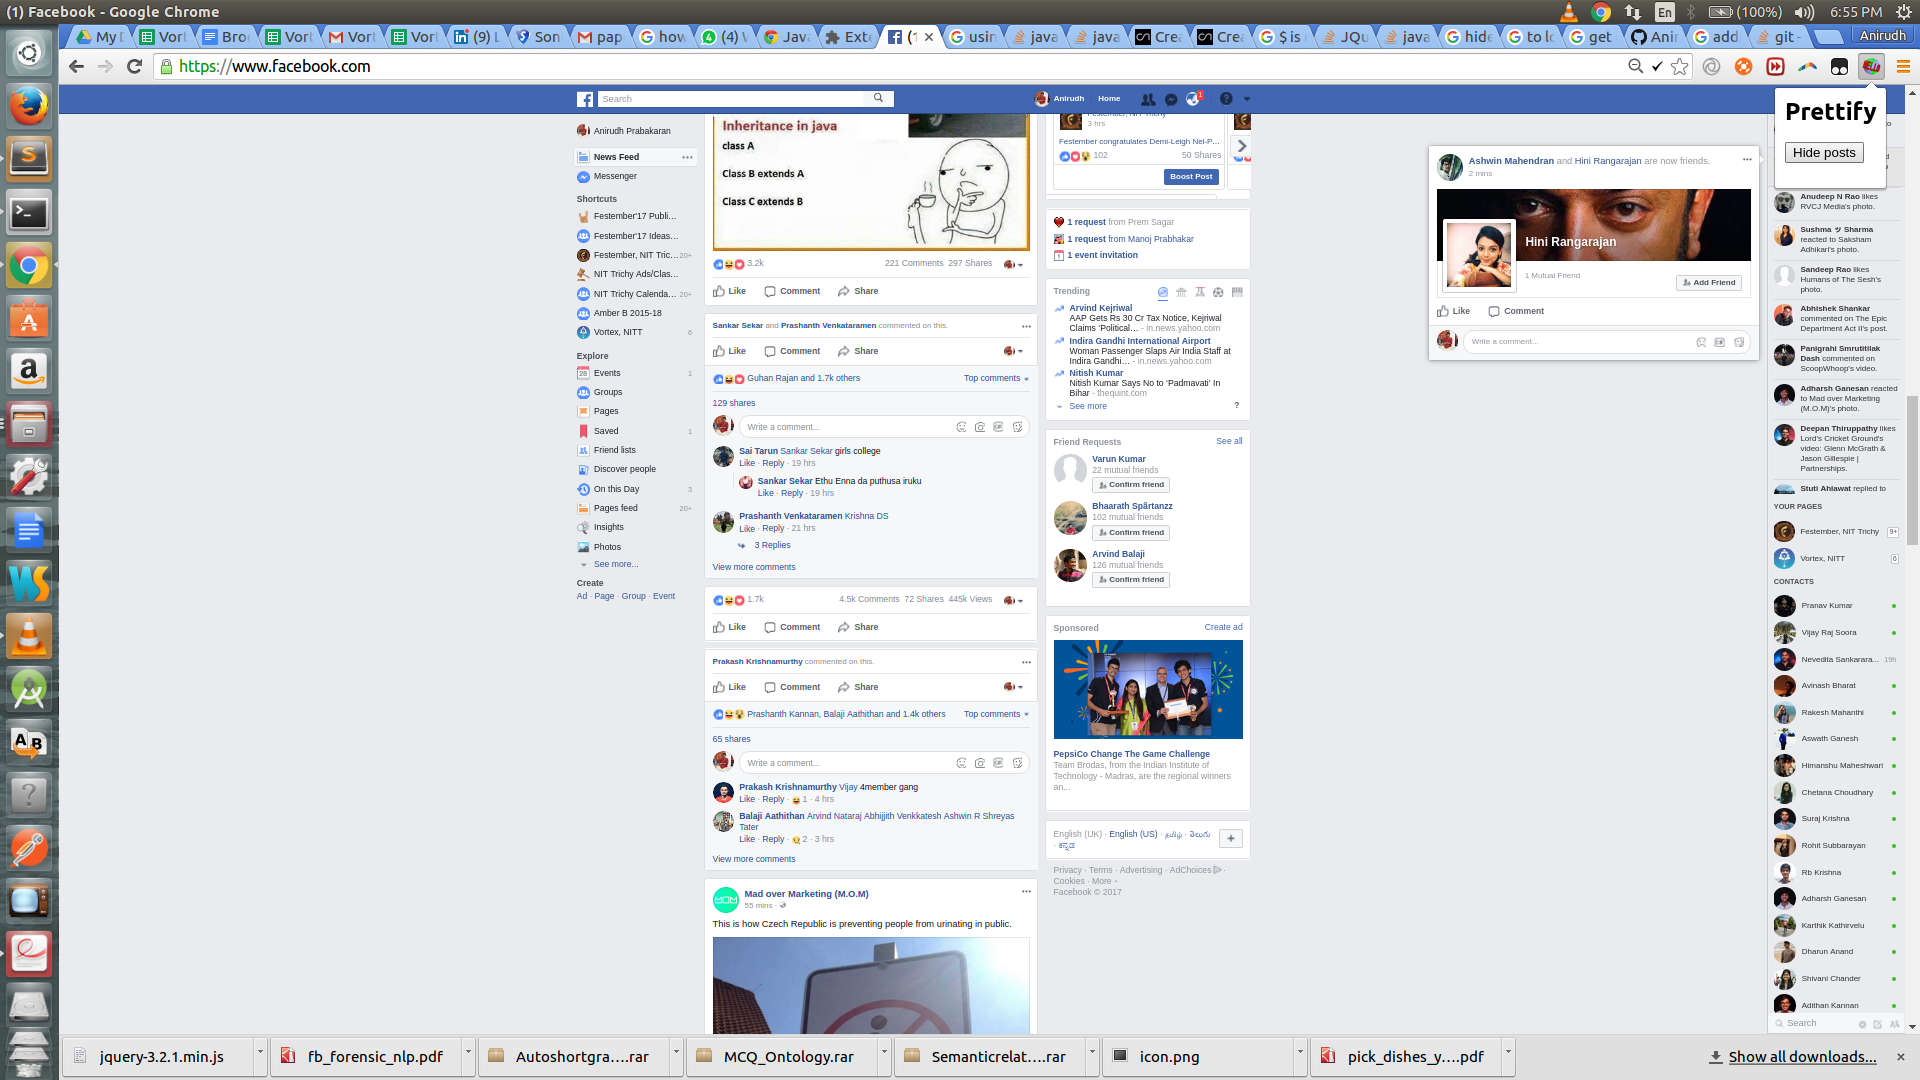 (1) Facebook - Google Chrome
En
(100%)
6:55 PM
My D
Vort
Broc
Vort
Vort
Vort
(9) L
Son
pap
how
(4) W
Java
Exte
(1
usin
java
java
Crea
Crea
$ is
JQu
java
hide
to lo
get
Anir
add
git -
Anirudh
https://www.facebook.com
Search
Anirudh
Home
1
Prettify
Hide posts
Anirudh Prabakaran
News Feed
Messenger
Shortcuts
Festember'17 Publi...
Festember'17 Ideas...
Festember, NIT Tric... 20+
NIT Trichy Ads/Clas...
NIT Trichy Calenda... 20+
Amber B 2015-18
Vortex, NITT 6
Explore
Events 1
Groups
Pages
Saved 1
Friend lists
Discover people
On this Day 3
Pages feed 20+
Insights
Photos
See more...
Create
Ad · Page · Group · Event
Inheritance in java
class A
Class B extends A
Class C extends B
3.2k
221 Comments 297 Shares
Like Comment Share
Sankar Sekar and Prashanth Venkataramen commented on this.
Like Comment Share
Guhan Rajan and 1.7k others
Top comments
129 shares
Write a comment...
Sai Tarun Sankar Sekar girls college
Like · Reply · 19 hrs
Sankar Sekar Ethu Enna da puthusa iruku
Like · Reply · 19 hrs
Prashanth Venkataramen Krishna DS
Like · Reply · 21 hrs
3 Replies
View more comments
1.7k
4.5k Comments 72 Shares 445k Views
Like Comment Share
Prakash Krishnamurthy commented on this.
Like Comment Share
Prashanth Kannan, Balaji Aathithan and 1.4k others
Top comments
65 shares
Write a comment...
Prakash Krishnamurthy Vijay 4member gang
Like · Reply · 1 · 4 hrs
Balaji Aathithan Arvind Nataraj Abhijjith Venkkatesh Ashwin R Shreyas
Tater
Like · Reply · 2 · 3 hrs
View more comments
Mad over Marketing (M.O.M)
55 mins ·
This is how Czech Republic is preventing people from urinating in public.
3 hrs
Festember congratulates Demi-Leigh Nel-P...
102
50 Shares
Boost Post
1 request from Prem Sagar
1 request from Manoj Prabhakar
1 event invitation
Trending
Arvind Kejriwal
AAP Gets Rs 30 Cr Tax Notice, Kejriwal
Claims 'Political... - in.news.yahoo.com
Indira Gandhi International Airport
Woman Passenger Slaps Air India Staff at
Indira Gandhi... - in.news.yahoo.com
Nitish Kumar
Nitish Kumar Says No to 'Padmavati' In
Bihar - thequint.com
See more
?
Friend Requests
See all
Varun Kumar
22 mutual friends
Confirm friend
Bhaarath Spârtanzz
102 mutual friends
Confirm friend
Arvind Balaji
126 mutual friends
Confirm friend
Sponsored
Create ad
PepsiCo Change The Game Challenge
Team Brodas, from the Indian Institute of
Technology - Madras, are the regional winners
an...
English (UK) · English (US) · தமிழ் · తెలుగు
· ಕನ್ನಡ
Privacy · Terms · Advertising · AdChoices ·
Cookies · More
Facebook © 2017
Ashwin Mahendran and Hini Rangarajan are now friends.
2 mins
Hini Rangarajan
1 Mutual Friend
Add Friend
Like Comment
Write a comment...
Anudeep N Rao likes
RVCJ Media's photo.
Sushma ツ Sharma
reacted to Saksham
Adhikari's photo.
Sandeep Rao likes
Humans of The Sesh's
photo.
Abhishek Shankar
commented on The Epic
Department Act II's post.
Panigrahi Smrutitilak
Dash commented on
ScoopWhoop's video.
Adharsh Ganesan reacted
to Mad over Marketing
(M.O.M)'s photo.
Deepan Thiruppathy likes
Lord's Cricket Ground's
video: Glenn McGrath &
Jason Gillespie |
Partnerships.
Stuti Ahlawat replied to
YOUR PAGES
Festember, NIT Trichy 9+
Vortex, NITT 6
CONTACTS
Pranav Kumar
Vijay Raj Soora
Nevedita Sankarara... 19h
Avinash Bharat
Rakesh Mahanthi
Aswath Ganesh
Himanshu Maheshwari
Chetana Choudhary
Suraj Krishna
Rohit Subbarayan
Rb Krishna
Adharsh Ganesan
Karthik Kathirvelu
Dharun Anand
Shivani Chander
Adithan Kannan
Search
jquery-3.2.1.min.js
fb_forensic_nlp.pdf
Autoshortgra....rar
MCQ_Ontology.rar
Semanticrelat....rar
icon.png
pick_dishes_y....pdf
Show all downloads...